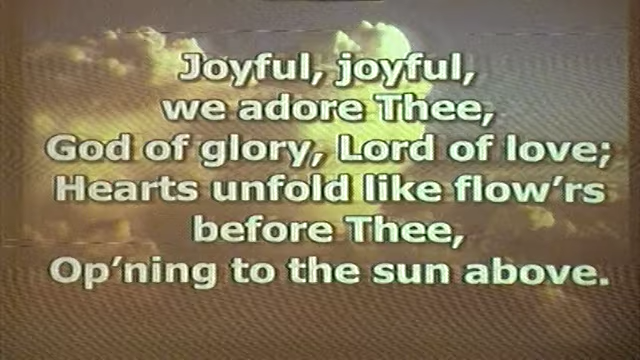 Joyful, joyful,
we adore Thee,
God of glory, Lord of love;
Hearts unfold like flow'rs
before Thee,
Op'ning to the sun above.